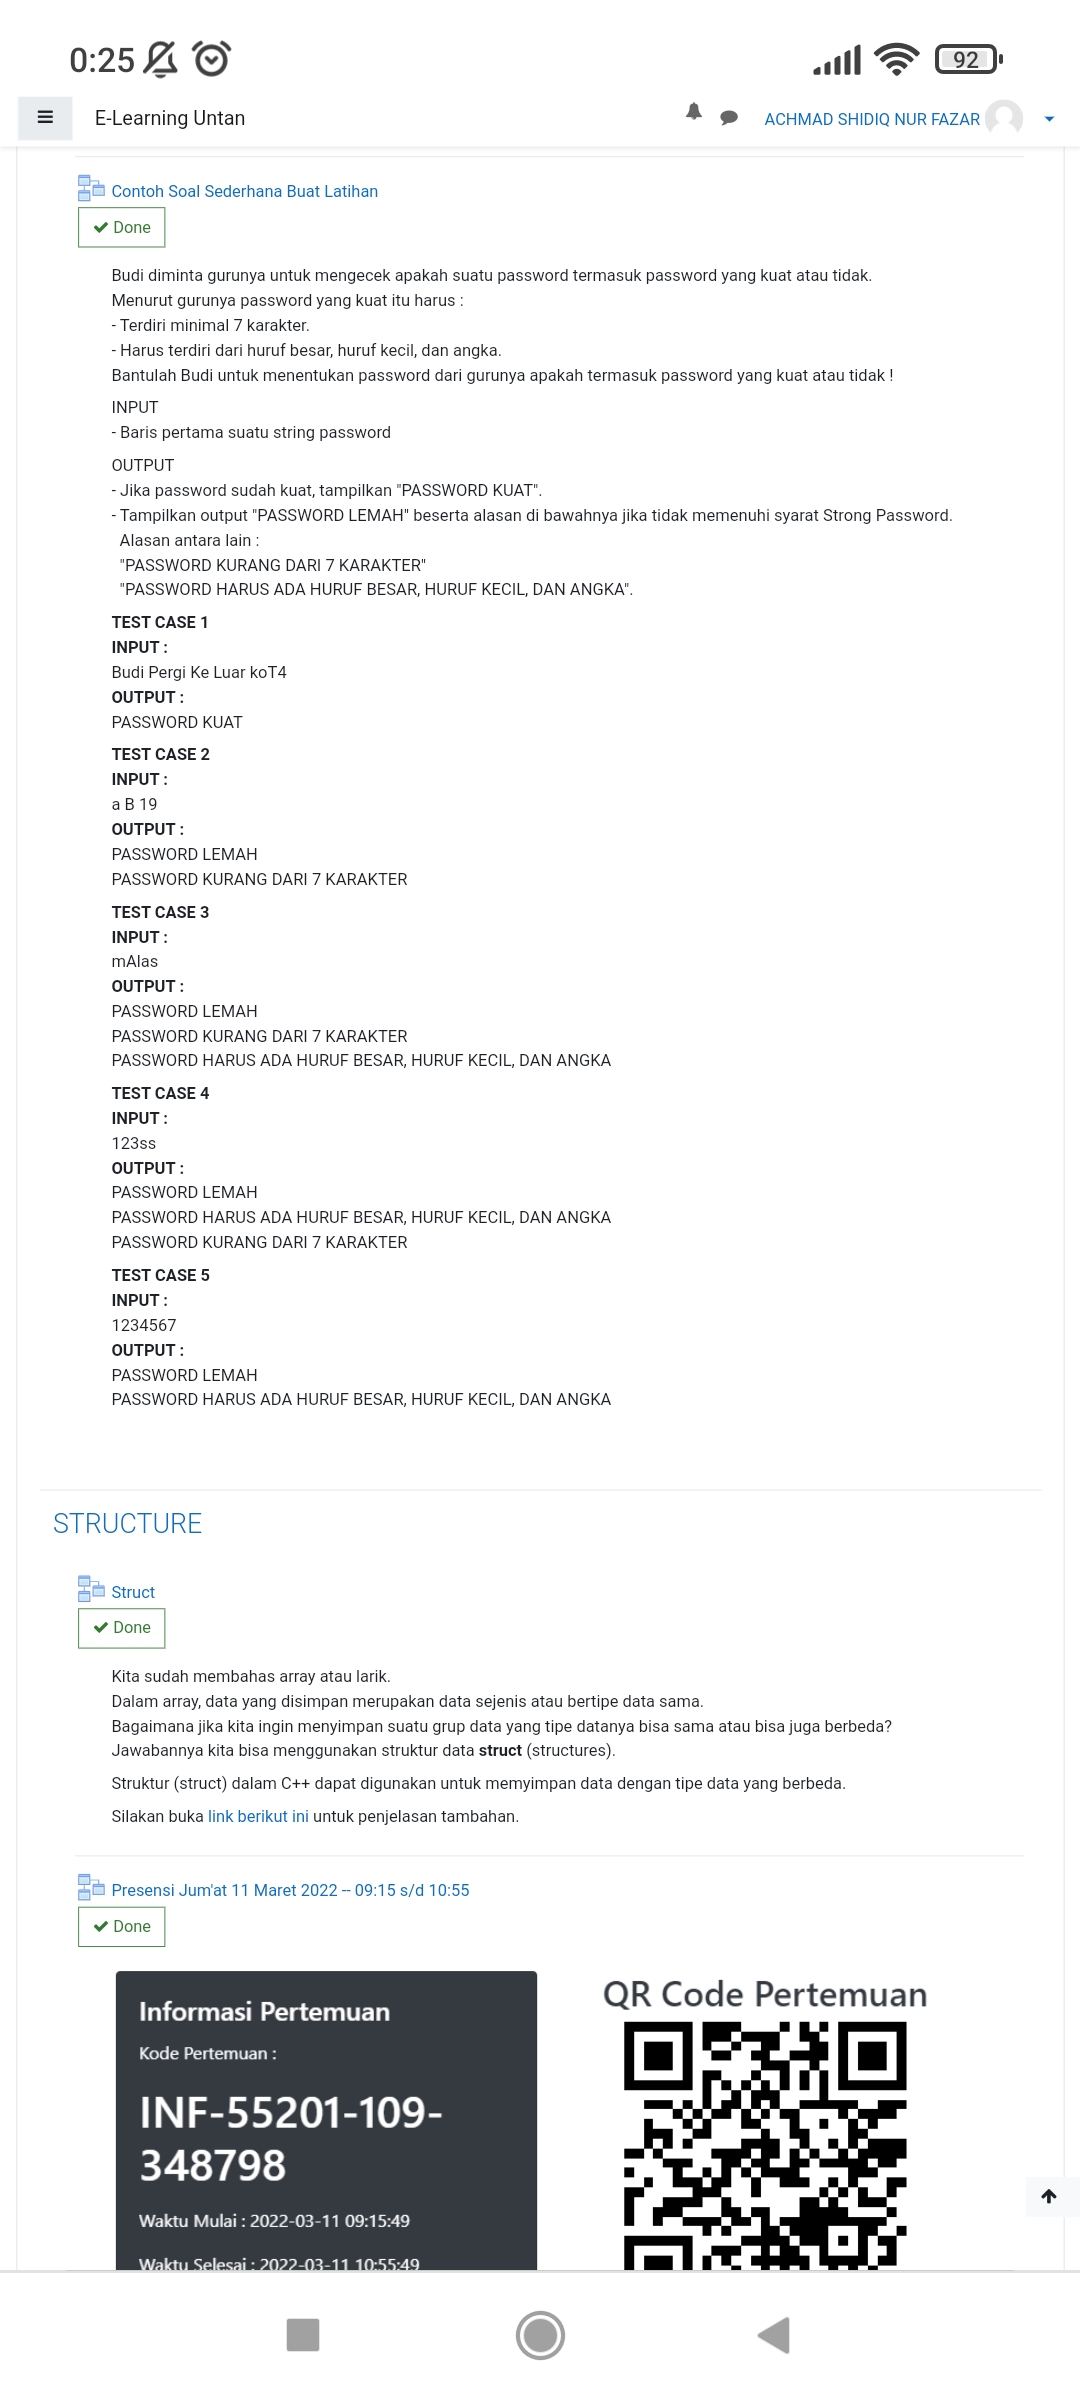 0:25
92
E-Learning Untan
ACHMAD SHIDIQ NUR FAZAR
Contoh Soal Sederhana Buat Latihan
Done
Budi diminta gurunya untuk mengecek apakah suatu password termasuk password yang kuat atau tidak.
Menurut gurunya password yang kuat itu harus :
- Terdiri minimal 7 karakter.
- Harus terdiri dari huruf besar, huruf kecil, dan angka.
Bantulah Budi untuk menentukan password dari gurunya apakah termasuk password yang kuat atau tidak !
INPUT
- Baris pertama suatu string password
OUTPUT
- Jika password sudah kuat, tampilkan "PASSWORD KUAT".
- Tampilkan output "PASSWORD LEMAH" beserta alasan di bawahnya jika tidak memenuhi syarat Strong Password.
Alasan antara lain :
"PASSWORD KURANG DARI 7 KARAKTER"
"PASSWORD HARUS ADA HURUF BESAR, HURUF KECIL, DAN ANGKA".
TEST CASE 1
INPUT :
Budi Pergi Ke Luar koT4
OUTPUT :
PASSWORD KUAT
TEST CASE 2
INPUT :
a B 19
OUTPUT :
PASSWORD LEMAH
PASSWORD KURANG DARI 7 KARAKTER
TEST CASE 3
INPUT :
mAlas
OUTPUT :
PASSWORD LEMAH
PASSWORD KURANG DARI 7 KARAKTER
PASSWORD HARUS ADA HURUF BESAR, HURUF KECIL, DAN ANGKA
TEST CASE 4
INPUT :
123ss
OUTPUT :
PASSWORD LEMAH
PASSWORD HARUS ADA HURUF BESAR, HURUF KECIL, DAN ANGKA
PASSWORD KURANG DARI 7 KARAKTER
TEST CASE 5
INPUT :
1234567
OUTPUT :
PASSWORD LEMAH
PASSWORD HARUS ADA HURUF BESAR, HURUF KECIL, DAN ANGKA
STRUCTURE
Struct
Done
Kita sudah membahas array atau larik.
Dalam array, data yang disimpan merupakan data sejenis atau bertipe data sama.
Bagaimana jika kita ingin menyimpan suatu grup data yang tipe datanya bisa sama atau bisa juga berbeda?
Jawabannya kita bisa menggunakan struktur data struct (structures).
Struktur (struct) dalam C++ dapat digunakan untuk memyimpan data dengan tipe data yang berbeda.
Silakan buka link berikut ini untuk penjelasan tambahan.
Presensi Jum'at 11 Maret 2022 -- 09:15 s/d 10:55
Done
Informasi Pertemuan
Kode Pertemuan :
INF-55201-109-
348798
Waktu Mulai : 2022-03-11 09:15:49
Waktu Selesai : 2022-03-11 10:55:49
QR Code Pertemuan